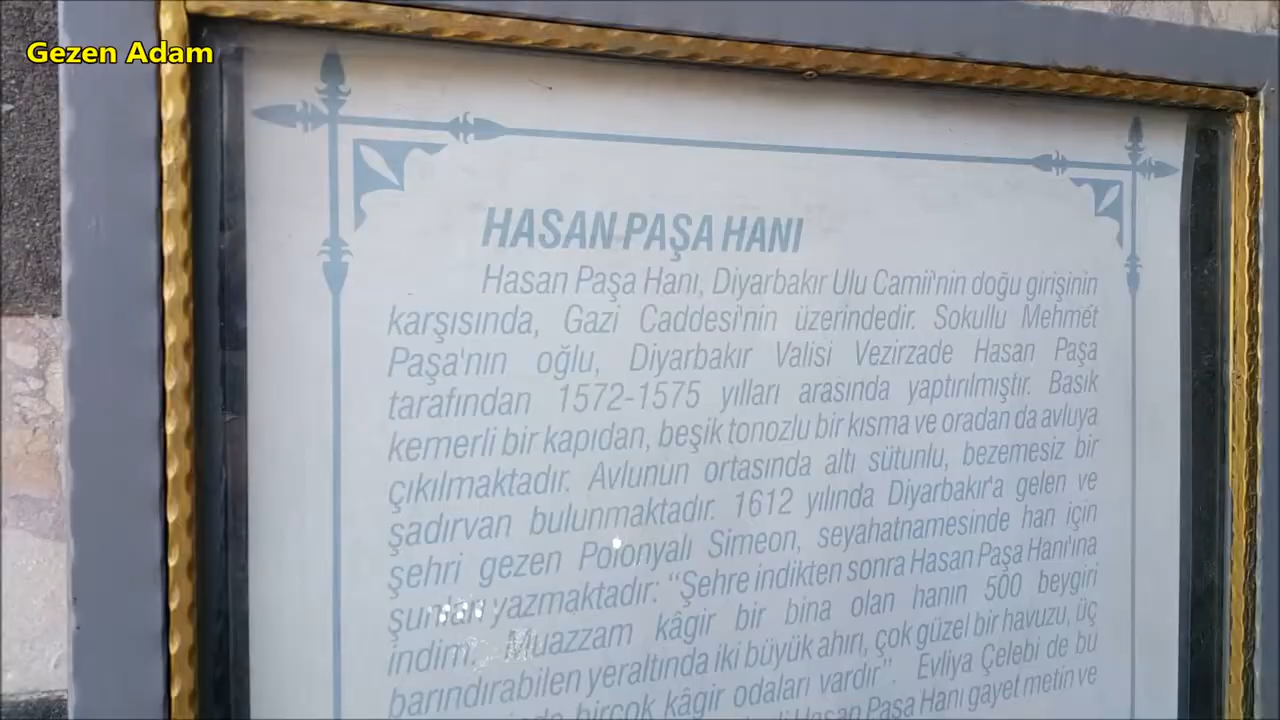 Gezen Adam
HASAN PAŞA HANI
Hasan Paşa Hanı, Diyarbakır Ulu Camii'nin doğu girişinin
karşısında, Gazi Caddesi'nin üzerindedir. Sokullu Mehmet
Paşa'nın oğlu, Diyarbakır Valisi Vezirzade Hasan Paşa
tarafından 1572-1575 yılları arasında yaptırılmıştır. Basık
kemerli bir kapıdan, beşik tonozlu bir kısma ve oradan da avluya
çıkılmaktadır. Avlunun ortasında altı sütunlu, bezemesiz bir
şadırvan bulunmaktadır. 1612 yılında Diyarbakır'a gelen ve
şehri gezen Polonyalı Simeon, seyahatnamesinde han için
şunları yazmaktadır: “Şehre indikten sonra Hasan Paşa Hanı'ına
indim. Muazzam kâgir bir bina olan hanın 500 beygiri
barındırabilen yeraltında iki büyük ahırı, çok güzel bir havuzu, üç
birçok kâgir odaları vardır”. Evliya Çelebi de bu
Hasan Paşa Hanı gayet metin ve